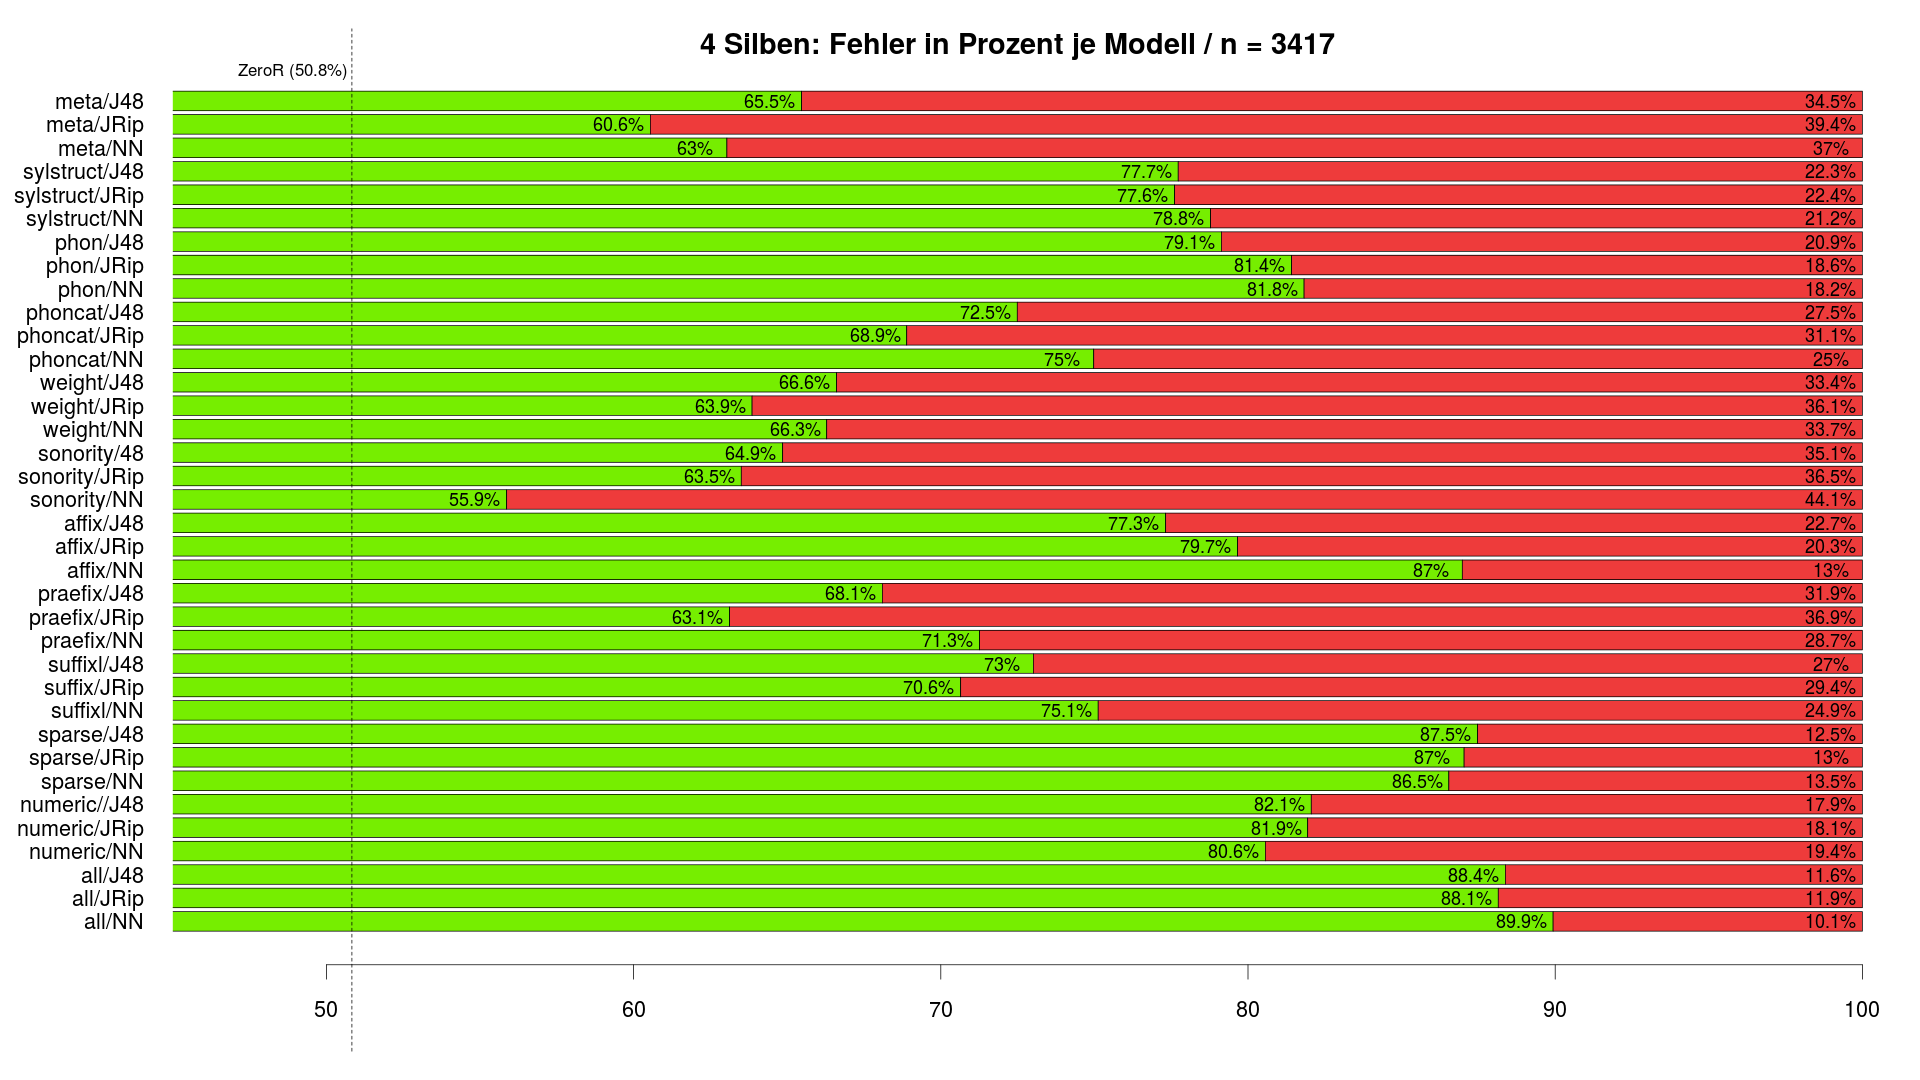 4 Silben: Fehler in Prozent je Modell / n = 3417
ZeroR (50.8%)
meta/J48 65.5% 34.5%
meta/JRip 60.6% 39.4%
meta/NN 63% 37%
sylstruct/J48 77.7% 22.3%
sylstruct/JRip 77.6% 22.4%
sylstruct/NN 78.8% 21.2%
phon/J48 79.1% 20.9%
phon/JRip 81.4% 18.6%
phon/NN 81.8% 18.2%
phoncat/J48 72.5% 27.5%
phoncat/JRip 68.9% 31.1%
phoncat/NN 75% 25%
weight/J48 66.6% 33.4%
weight/JRip 63.9% 36.1%
weight/NN 66.3% 33.7%
sonority/48 64.9% 35.1%
sonority/JRip 63.5% 36.5%
sonority/NN 55.9% 44.1%
affix/J48 77.3% 22.7%
affix/JRip 79.7% 20.3%
affix/NN 87% 13%
praefix/J48 68.1% 31.9%
praefix/JRip 63.1% 36.9%
praefix/NN 71.3% 28.7%
suffixl/J48 73% 27%
suffix/JRip 70.6% 29.4%
suffixl/NN 75.1% 24.9%
sparse/J48 87.5% 12.5%
sparse/JRip 87% 13%
sparse/NN 86.5% 13.5%
numeric//J48 82.1% 17.9%
numeric/JRip 81.9% 18.1%
numeric/NN 80.6% 19.4%
all/J48 88.4% 11.6%
all/JRip 88.1% 11.9%
all/NN 89.9% 10.1%
50 60 70 80 90 100